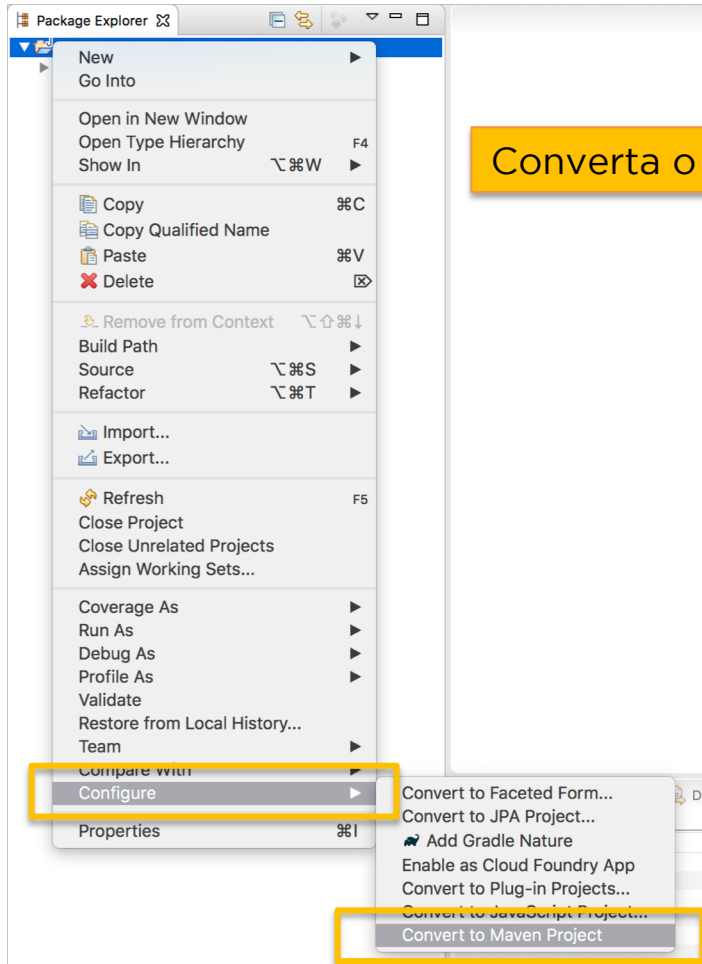 Package Explorer
New
Go Into
Open in New Window
Open Type Hierarchy F4
Show In ⌥⌘W
Converta o
Copy ⌘C
Copy Qualified Name
Paste ⌘V
Delete ⌦
Remove from Context ⌥⇧⌘↓
Build Path
Source ⌥⌘S
Refactor ⌥⌘T
Import...
Export...
Refresh F5
Close Project
Close Unrelated Projects
Assign Working Sets...
Coverage As
Run As
Debug As
Profile As
Validate
Restore from Local History...
Team
Compare With
Configure
Properties ⌘I
Convert to Faceted Form...
D
Convert to JPA Project...
Add Gradle Nature
Enable as Cloud Foundry App
Convert to Plug-in Projects...
Convert to JavaScript Project...
Convert to Maven Project